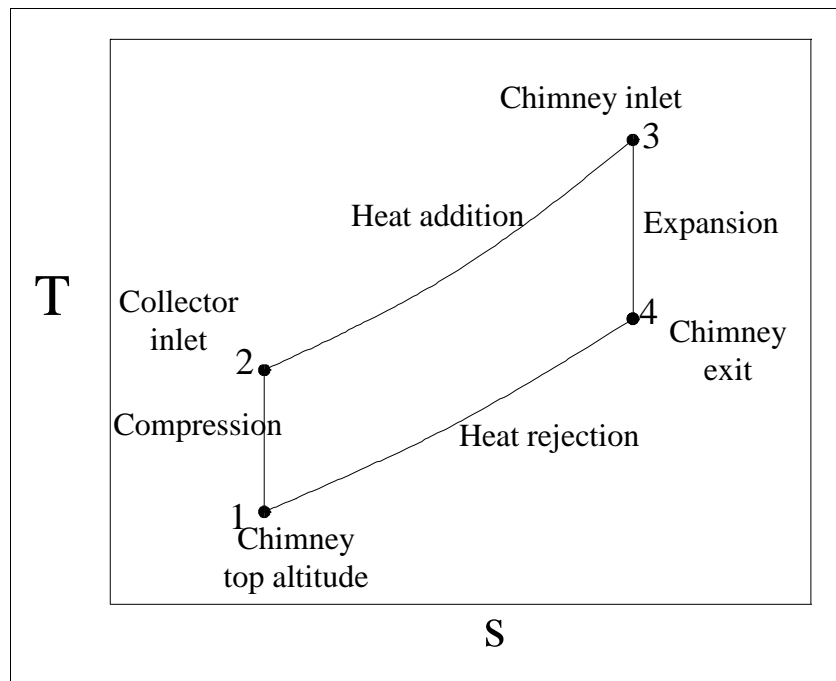 Chimney inlet
3
Heat addition
Expansion
T
Collector
inlet
4
Chimney
exit
2
Compression
Heat rejection
1
Chimney
top altitude
s